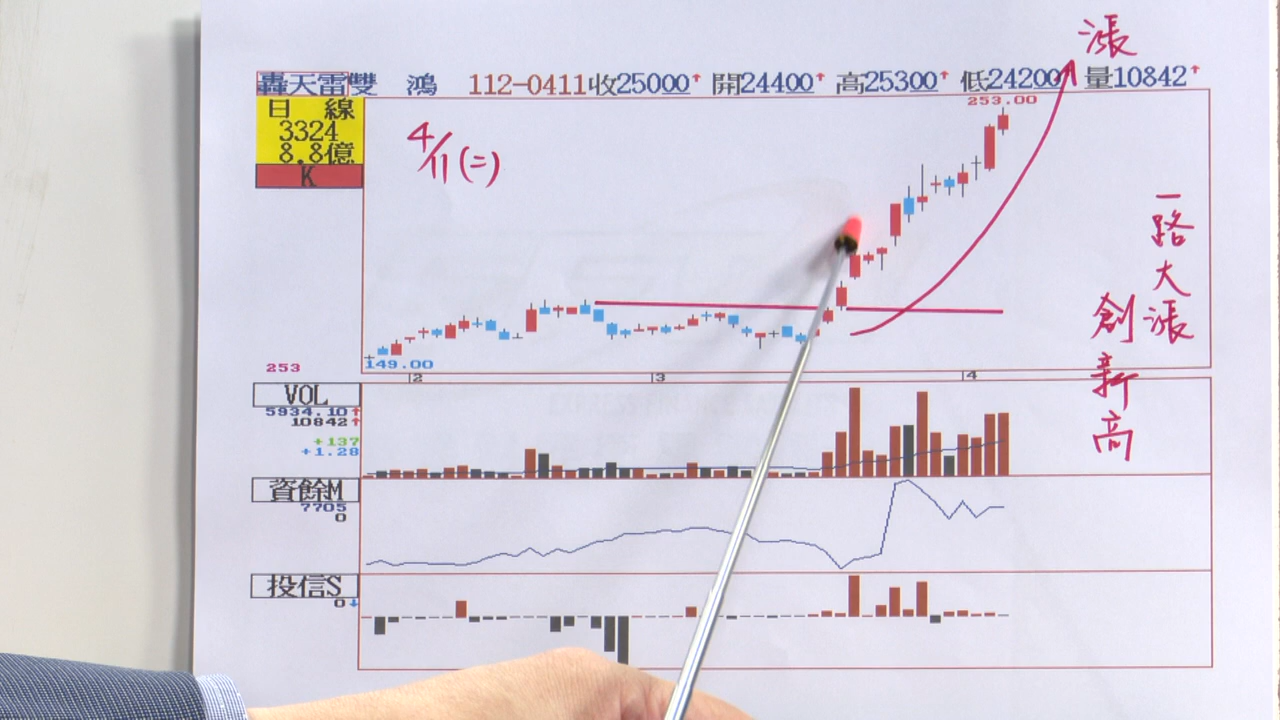 漲
轟天雷雙 鴻 112-0411收25000↑ 開24400↑ 高25300↑ 低24200↑ 量10842↑
日 線
3324
8.8億
K
4/11(二)
253.00
一路大漲
創新高
149.00
253
2 3 4
VOL
5934.10↑
10842↑
+137
+1.28
資餘M
7705
0
投信S
0↓